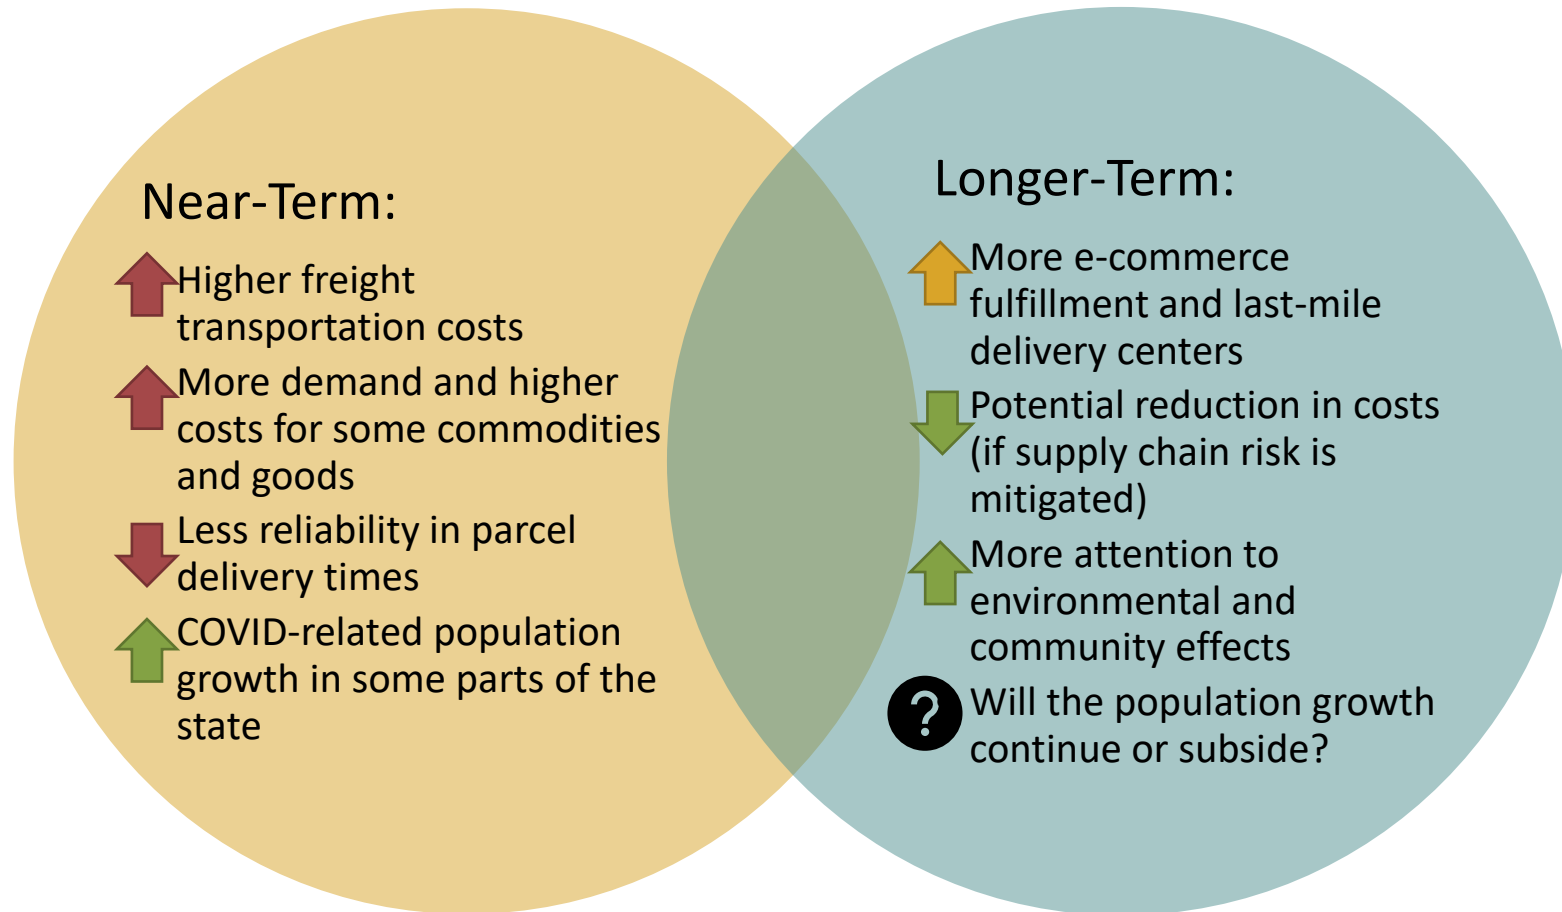 Near-Term:
Higher freight
transportation costs
More demand and higher
costs for some commodities
and goods
Less reliability in parcel
delivery times
COVID-related population
growth in some parts of the
state
Longer-Term:
More e-commerce
fulfillment and last-mile
delivery centers
Potential reduction in costs
(if supply chain risk is
mitigated)
More attention to
environmental and
community effects
?
Will the population growth
continue or subside?